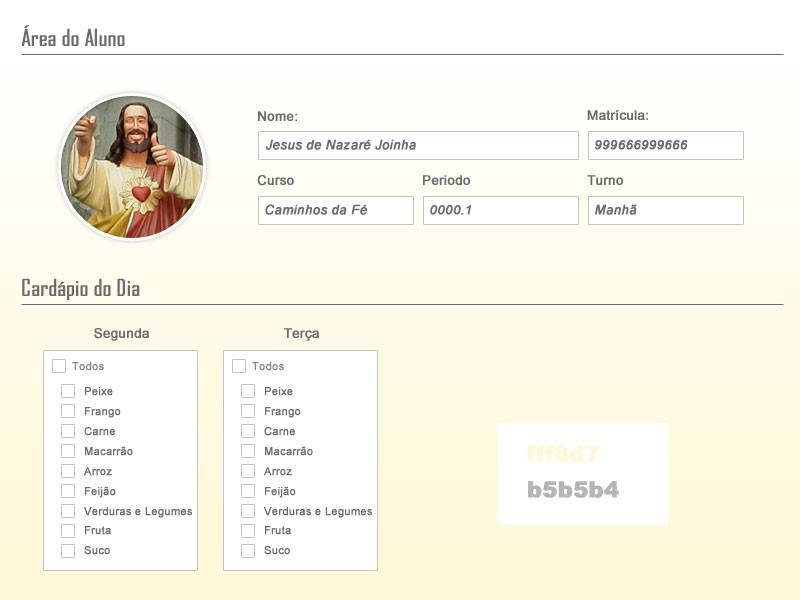 Área do Aluno
Nome:
Matrícula:
Jesus de Nazaré Joinha
999666999666
Curso
Periodo
Turno
Caminhos da Fé
0000.1
Manhã
Cardápio do Dia
Segunda
Todos
Peixe
Frango
Carne
Macarrão
Arroz
Feijão
Verduras e Legumes
Fruta
Suco
Terça
Todos
Peixe
Frango
Carne
Macarrão
Arroz
Feijão
Verduras e Legumes
Fruta
Suco
fff8d7
b5b5b4